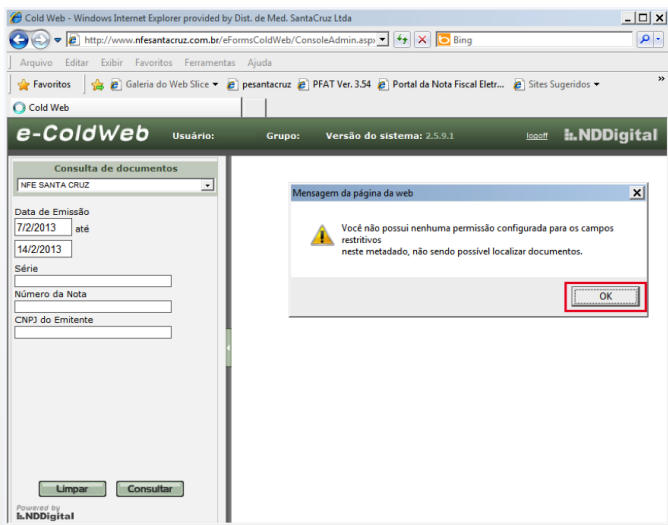 Cold Web - Windows Internet Explorer provided by Dist. de Med. SantaCruz Ltda
http://www.nfesantacruz.com.br/eFormsColdWeb/ConsoleAdmin.asp
Bing
Arquivo Editar Exibir Favoritos Ferramentas Ajuda
Favoritos Galeria do Web Slice pesantacruz PFAT Ver. 3.54 Portal da Nota Fiscal Eletr... Sites Sugeridos »
Cold Web
e-ColdWeb Usuário: Grupo: Versão do sistema: 2.5.9.1 logoff NDDigital
Consulta de documentos
NFE SANTA CRUZ
Data de Emissão
7/2/2013 até
14/2/2013
Série
Número da Nota
CNPJ do Emitente
Mensagem da página da web
Você não possui nenhuma permissão configurada para os campos
restritivos
neste metadado, não sendo possível localizar documentos.
OK
Limpar Consultar
Powered by
NDDigital